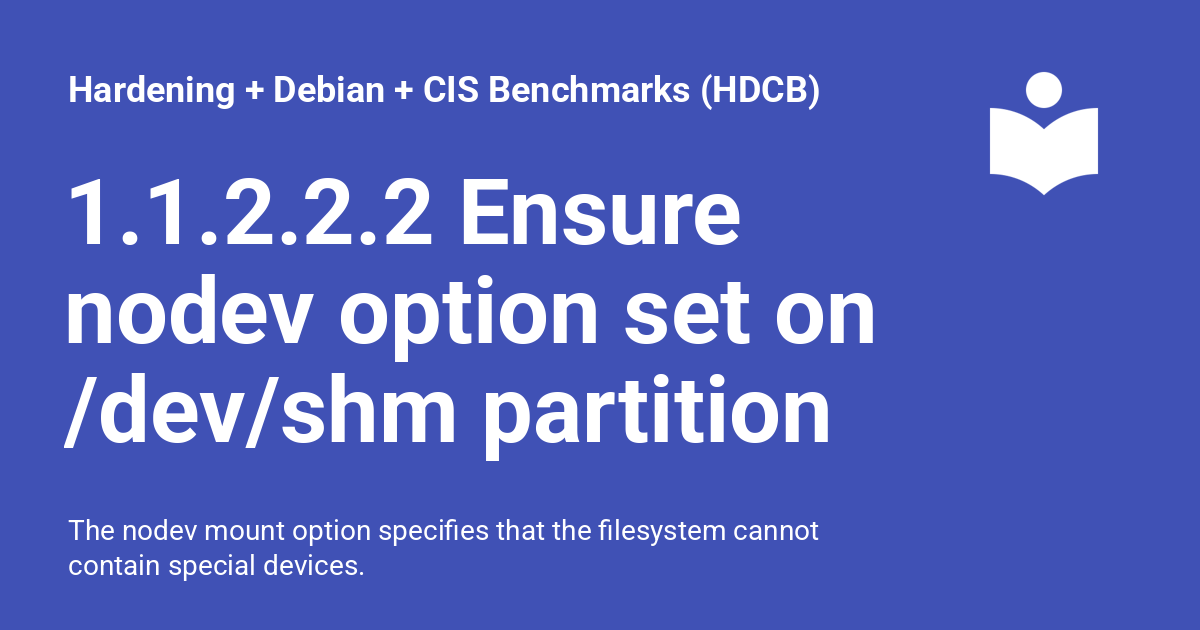 Hardening + Debian + CIS Benchmarks (HDCB)
1.1.2.2.2 Ensure
nodev option set on
/dev/shm partition
The nodev mount option specifies that the filesystem cannot
contain special devices.